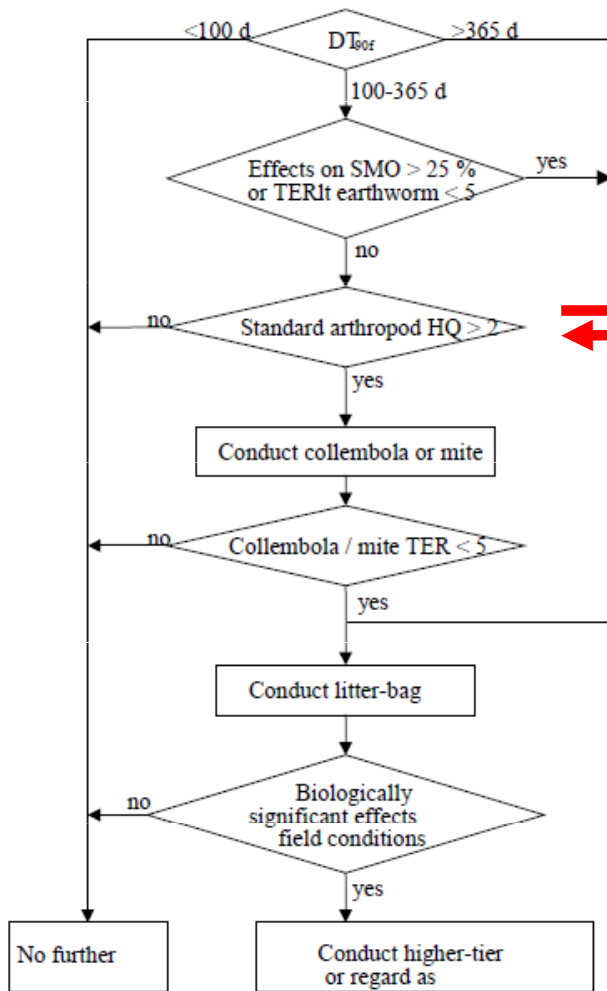 <100 d
DT90f
>365 d
100-365 d
Effects on SMO > 25 %
or TERlt earthworm < 5
yes
no
no
Standard arthropod HQ > 2
yes
Conduct collembola or mite
no
Collembola / mite TER < 5
yes
Conduct litter-bag
no
Biologically
significant effects
field conditions
yes
No further
Conduct higher-tier
or regard as